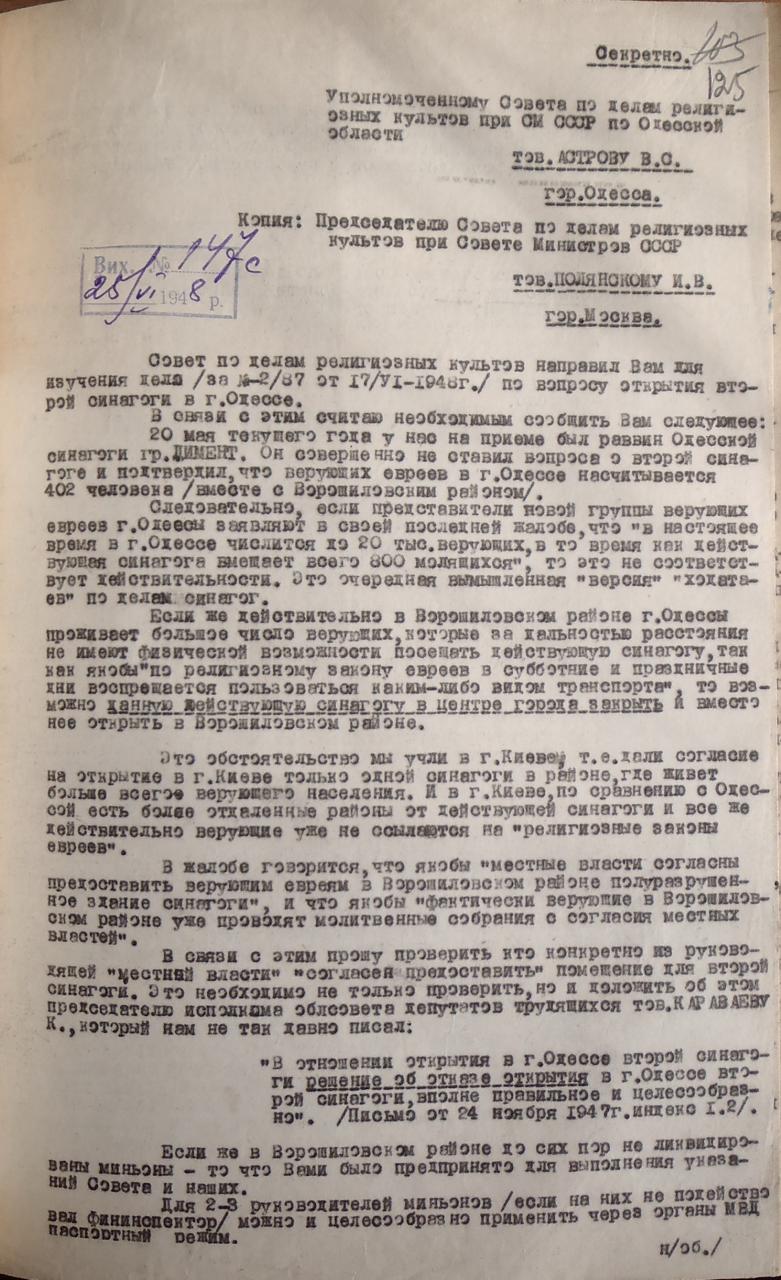 Секретно. 103
125
Уполномоченному Совета по делам религи-
озных культов при СМ СССР по Одесской
области
тов. АСТРОВУ В.С.
гор.Одесса.
Копия: Председателю Совета по делам религиозных
культов при Совете Министров СССР
Вих. № 147с
25/VI 1948 р.
тов.ПОЛЯНСКОМУ И.В.
гор.Москва.
Совет по делам религиозных культов направил Вам для
изучения дела /за №-2/87 от 17/VI-1948г./ по вопросу открытия вто-
рой синагоги в г.Одессе.
В связи с этим считаю необходимым сообщить Вам следующее:
20 мая текущего года у нас на приеме был раввин Одесской
синагоги гр.ДИМЕНТ. Он совершенно не ставил вопроса о второй сина-
гоге и подтвердил,что верующих евреев в г.Одессе насчитывается
402 человека /вместе с Ворошиловским районом/.
Следовательно, если представители новой группы верующих
евреев г.Одессы заявляют в своей последней жалобе,что "в настоящее
время в г.Одессе числится до 20 тыс.верующих,в то время как дейст-
вующая синагога вмещает всего 800 молящихся", то это не соответст-
вует действительности. Это очередная вымышленная "версия" "ходата-
ев" по делам синагог.
Если же действительно в Ворошиловском районе г.Одессы
проживает большое число верующих,которые за дальностью расстояния
не имеют физической возможности посещать действующую синагогу,так
как якобы"по религиозному закону евреев в субботние и праздничные
дни воспрещается пользоваться каким-либо видом транспорта", то воз-
можно данную действующую синагогу в центре города закрыть и вместо
нее открыть в Ворошиловском районе.
Это обстоятельство мы учли в г.Киеве, т.е.дали согласие
на открытие в г.Киеве только одной синагоги в районе,где живет
больше всегое верующего населения. И в г.Киеве,по сравнению с Одес-
сой есть более отдаленные районы от действующей синагоги и все же
действительно верующие уже не ссылаются на "религиозные законы
евреев".
В жалобе говорится,что якобы "местные власти согласны
предоставить верующим евреям в Ворошиловском районе полуразрушен-
ное здание синагоги", и что якобы "фактически верующие в Ворошилов-
ском районе уже проводят молитвенные собрания с согласия местных
властей".
В связи с этим прошу проверить кто конкретно из руково-
дящей "местной власти" "согласен предоставить" помещение для второй
синагоги. Это необходимо не только проверить,но и доложить об этом
председателю исполкома облсовета депутатов трудящихся тов.КАРАВАЕВУ
К.,который нам не так давно писал:
"В отношении открытия в г.Одессе второй синаго-
ги решение об отказе открытия в г.Одессе вто-
рой синагоги,вполне правильное и целесообраз-
но". /Письмо от 24 ноября 1947г.индекс 1.2/.
Если же в Ворошиловском районе до сих пор не ликвидиро-
ваны миньоны - то что Вами было предпринято для выполнения указа-
ний Совета и наших.
Для 2-3 руководителей миньонов /если на них не подейство
вал фининспектор/ можно и целесообразно применить через органы МВД
паспортный режим.
н/об./